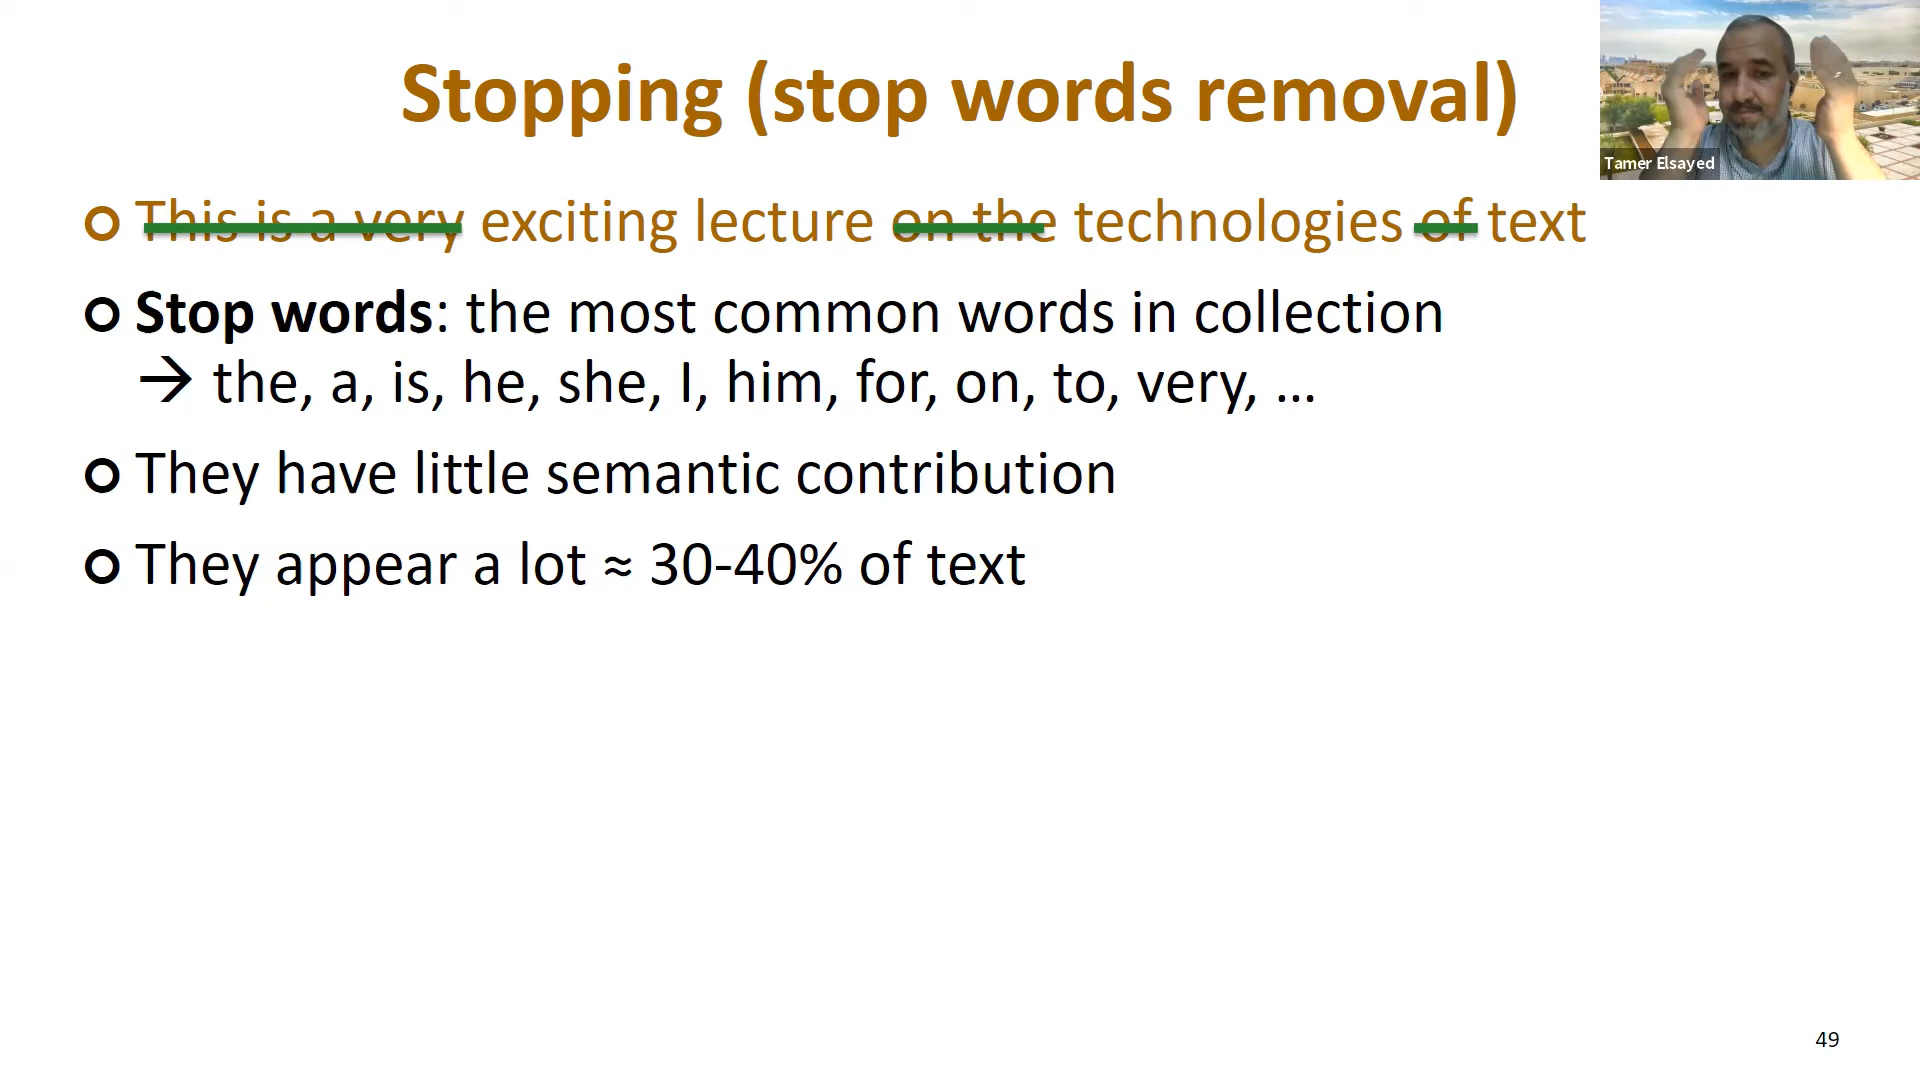 Stopping (stop words removal)
Tamer Elsayed
This is a very exciting lecture on the technologies of text
Stop words: the most common words in collection
→ the, a, is, he, she, I, him, for, on, to, very, ...
They have little semantic contribution
They appear a lot ≈ 30-40% of text
49